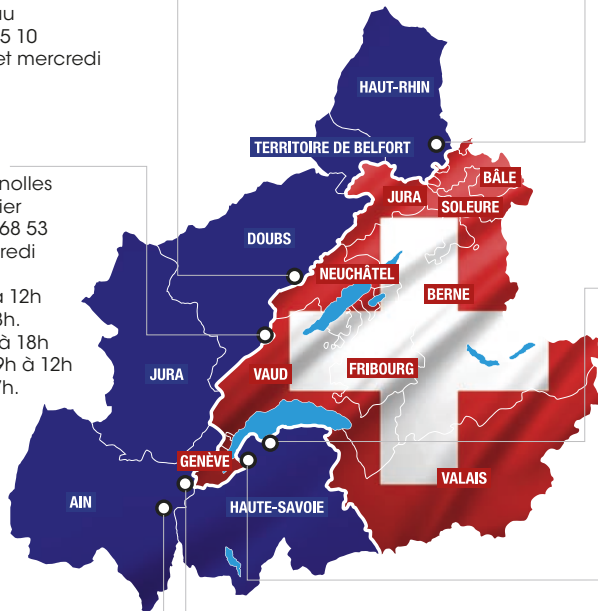 au
5 10
et mercredi
nolles
ier
68 53
redi
à 12h
8h.
à 18h
9h à 12h
7h.
HAUT-RHIN
TERRITOIRE DE BELFORT
BÂLE
JURA
SOLEURE
DOUBS
NEUCHÂTEL
BERNE
JURA
VAUD
FRIBOURG
GENÈVE
VALAIS
AIN
HAUTE-SAVOIE